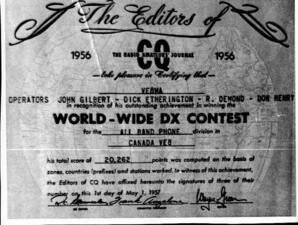 The Editors of
1956 CQ 1956
THE RADIO AMATEURS' JOURNAL
—take pleasure in Certifying that—
OPERATORS JOHN GILBERT - DICK ETHERINGTON - R. DEMOND - DON HENRY
in recognition of his outstanding achievement in winning the
WORLD-WIDE DX CONTEST
for the ALL BAND PHONE division in
CANADA VE8
his total score of 20,262 points was computed on the basis of
zones, countries (prefixes) and stations worked. In witness of this achievement,
the Editors of CQ have affixed hereunto the signatures of three of their
number on this 1st day of May , 1957